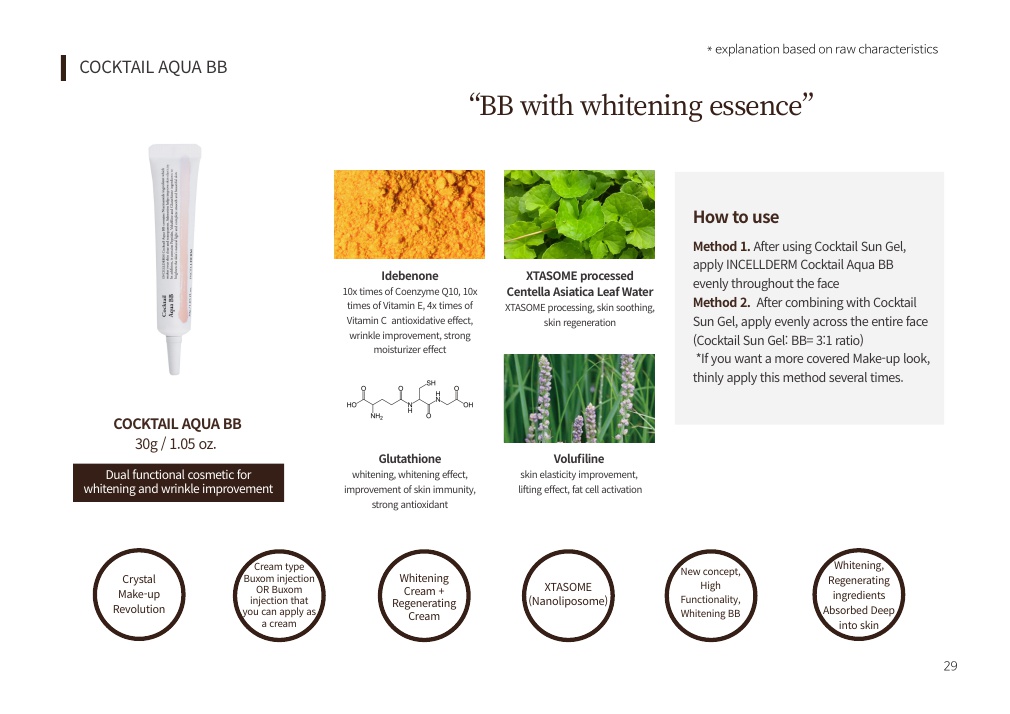 * explanation based on raw characteristics
COCKTAIL AQUA BB
“BB with whitening essence”
Cocktail
Aqua BB
COCKTAIL AQUA BB
30g / 1.05 oz.
Dual functional cosmetic for
whitening and wrinkle improvement
Idebenone
10x times of Coenzyme Q10, 10x
times of Vitamin E, 4x times of
Vitamin C antioxidative effect,
wrinkle improvement, strong
moisturizer effect
XTASOME processed
Centella Asiatica Leaf Water
XTASOME processing, skin soothing,
skin regeneration
HO
O
NH2
O
N
H
SH
O
H
N
O
OH
Glutathione
whitening, whitening effect,
improvement of skin immunity,
strong antioxidant
Volufiline
skin elasticity improvement,
lifting effect, fat cell activation
How to use
Method 1. After using Cocktail Sun Gel,
apply INCELLDERM Cocktail Aqua BB
evenly throughout the face
Method 2. After combining with Cocktail
Sun Gel, apply evenly across the entire face
(Cocktail Sun Gel: BB= 3:1 ratio)
*If you want a more covered Make-up look,
thinly apply this method several times.
Crystal
Make-up
Revolution
Cream type
Buxom injection
OR Buxom
injection that
you can apply as
a cream
Whitening
Cream +
Regenerating
Cream
XTASOME
(Nanoliposome)
New concept,
High
Functionality,
Whitening BB
Whitening,
Regenerating
ingredients
Absorbed Deep
into skin
29